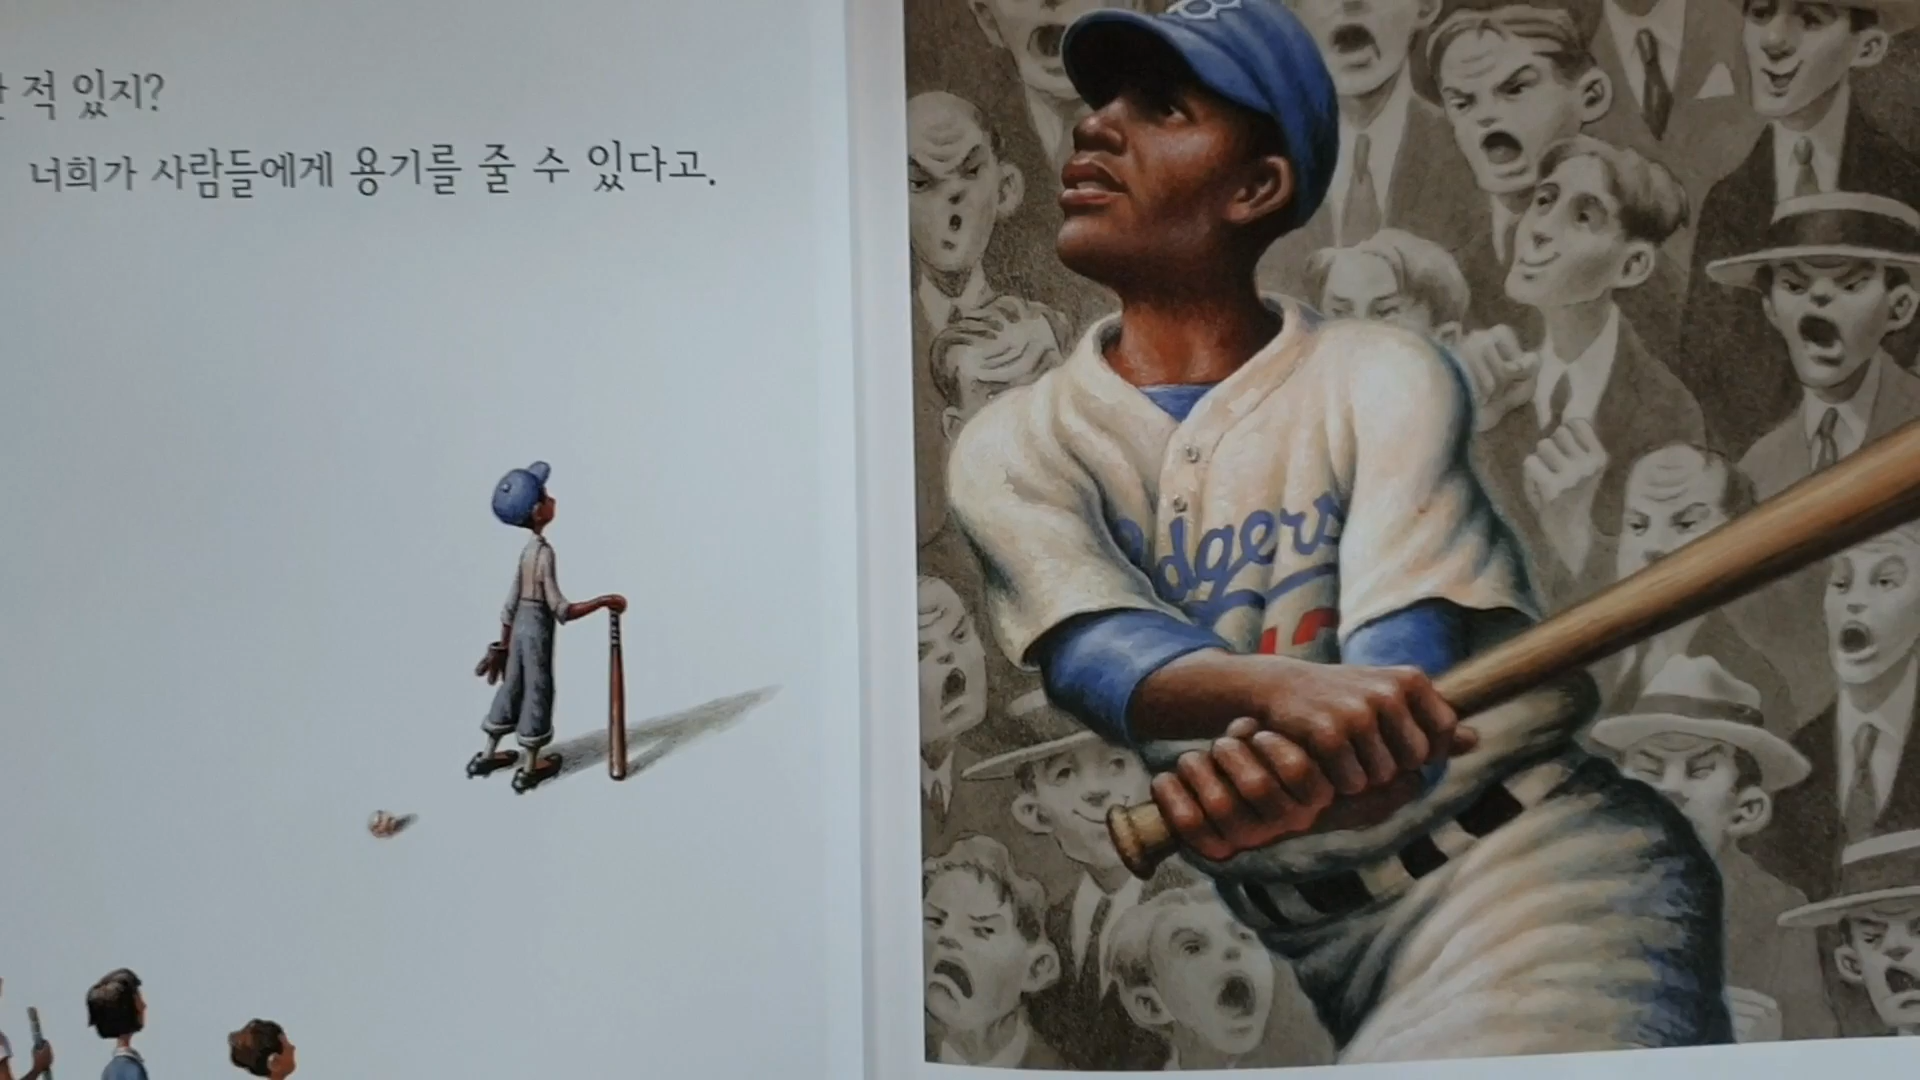 적 있지?
너희가 사람들에게 용기를 줄 수 있다고.
B
dgers